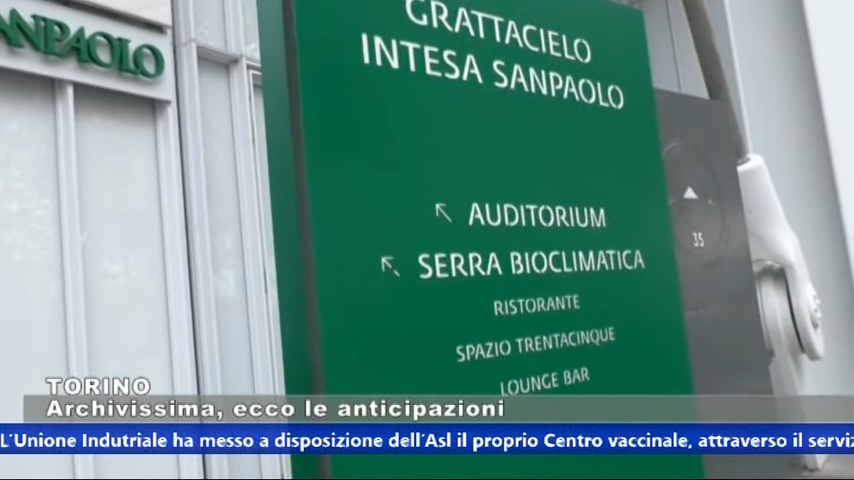 ANPAOLO
GRATTACIELO
INTESA SANPAOLO
AUDITORIUM
SERRA BIOCLIMATICA
RISTORANTE
SPAZIO TRENTACINQUE
LOUNGE BAR
35
TORINO
Archivissima, ecco le anticipazioni
L'Unione Indutriale ha messo a disposizione dell'Asl il proprio Centro vaccinale, attraverso il serviz